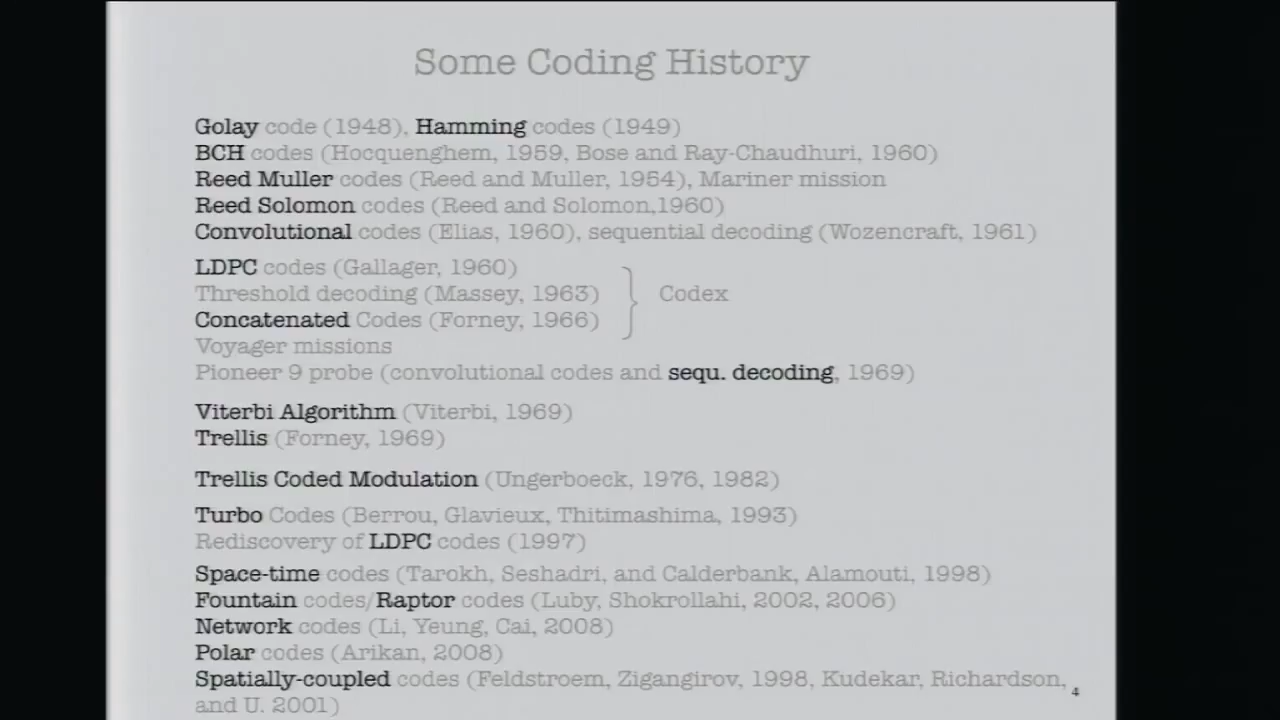 Some Coding History
Golay code (1948), Hamming codes (1949)
BCH codes (Hocquenghem, 1959, Bose and Ray-Chaudhuri, 1960)
Reed Muller codes (Reed and Muller, 1954), Mariner mission
Reed Solomon codes (Reed and Solomon,1960)
Convolutional codes (Elias, 1960), sequential decoding (Wozencraft, 1961)
LDPC codes (Gallager, 1960)
Threshold decoding (Massey, 1963)
Codex
Concatenated Codes (Forney, 1966)
Voyager missions
Pioneer 9 probe (convolutional codes and sequ. decoding, 1969)
Viterbi Algorithm (Viterbi, 1969)
Trellis (Forney, 1969)
Trellis Coded Modulation (Ungerboeck, 1976, 1982)
Turbo Codes (Berrou, Glavieux, Thitimashima, 1993)
Rediscovery of LDPC codes (1997)
Space-time codes (Tarokh, Seshadri, and Calderbank, Alamouti, 1998)
Fountain codes/Raptor codes (Luby, Shokrollahi, 2002, 2006)
Network codes (Li, Yeung, Cai, 2008)
Polar codes (Arikan, 2008)
Spatially-coupled codes (Feldstroem, Zigangirov, 1998, Kudekar, Richardson,
and U. 2001)
4